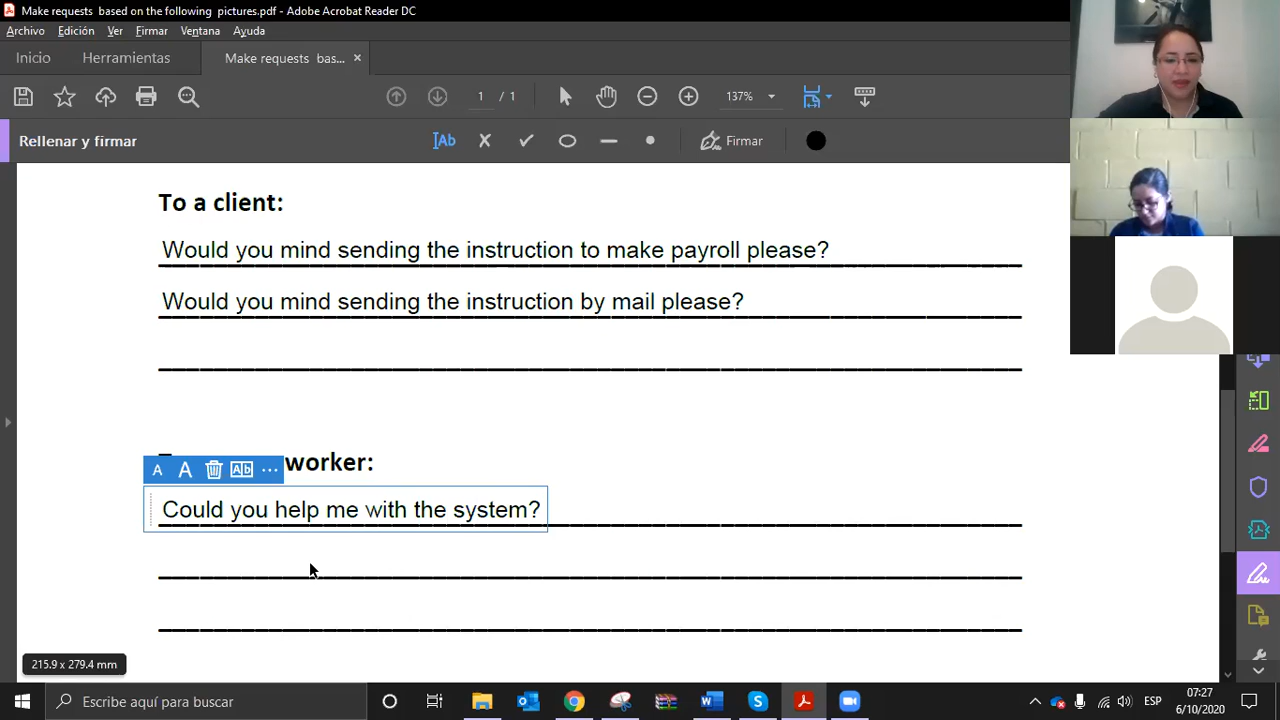 Make requests  based on the following  pictures.pdf - Adobe Acrobat Reader DC
Archivo Edición Ver Firmar Ventana Ayuda
Inicio Herramientas Make requests  bas... ×
1 / 1 137%
Rellenar y firmar Ab Firmar
To a client:
Would you mind sending the instruction to make payroll please?
Would you mind sending the instruction by mail please?
worker:
A A Ab ...
Could you help me with the system?
215.9 x 279.4 mm
Escribe aquí para buscar
ESP
07:27
6/10/2020